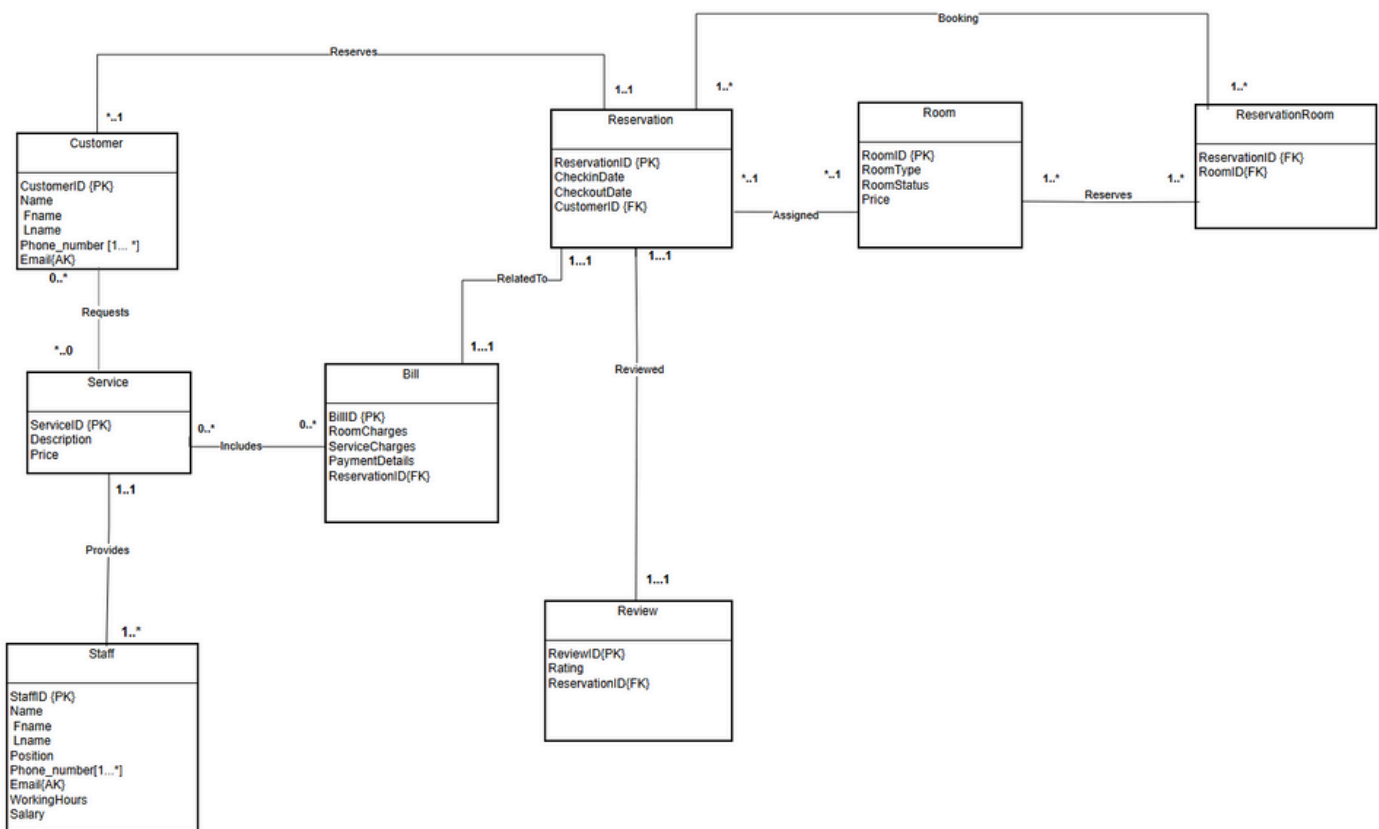 Booking
Reserves
1..1
1..*
1..*
*..1
Customer
CustomerID {PK}
Name
Fname
Lname
Phone_number [1... *]
Email{AK}
Reservation
ReservationID {PK}
CheckinDate
CheckoutDate
CustomerID {FK}
*..1
Assigned
*..1
Room
RoomID {PK}
RoomType
RoomStatus
Price
1..*
Reserves
1..*
ReservationRoom
ReservationID {FK}
RoomID{FK}
0..*
Requests
*..0
RelatedTo
1...1
1...1
1...1
Service
ServiceID {PK}
Description
Price
0..*
Includes
0..*
Bill
BillID {PK}
RoomCharges
ServiceCharges
PaymentDetails
ReservationID{FK}
Reviewed
1..1
Provides
1..*
1...1
Review
ReviewID{PK}
Rating
ReservationID{FK}
Staff
StaffID {PK}
Name
Fname
Lname
Position
Phone_number[1...*]
Email{AK}
WorkingHours
Salary